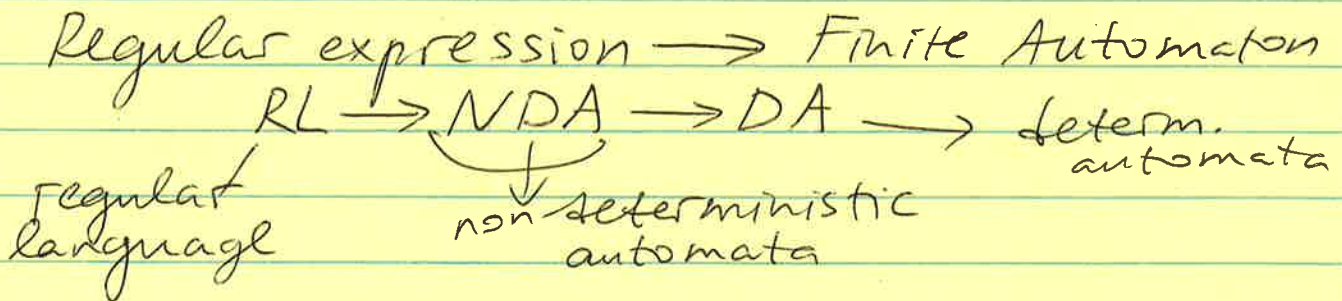 Regular expression → Finite Automaton
RL → NDA → DA → determ.
automata
regular
language
non-deterministic
automata